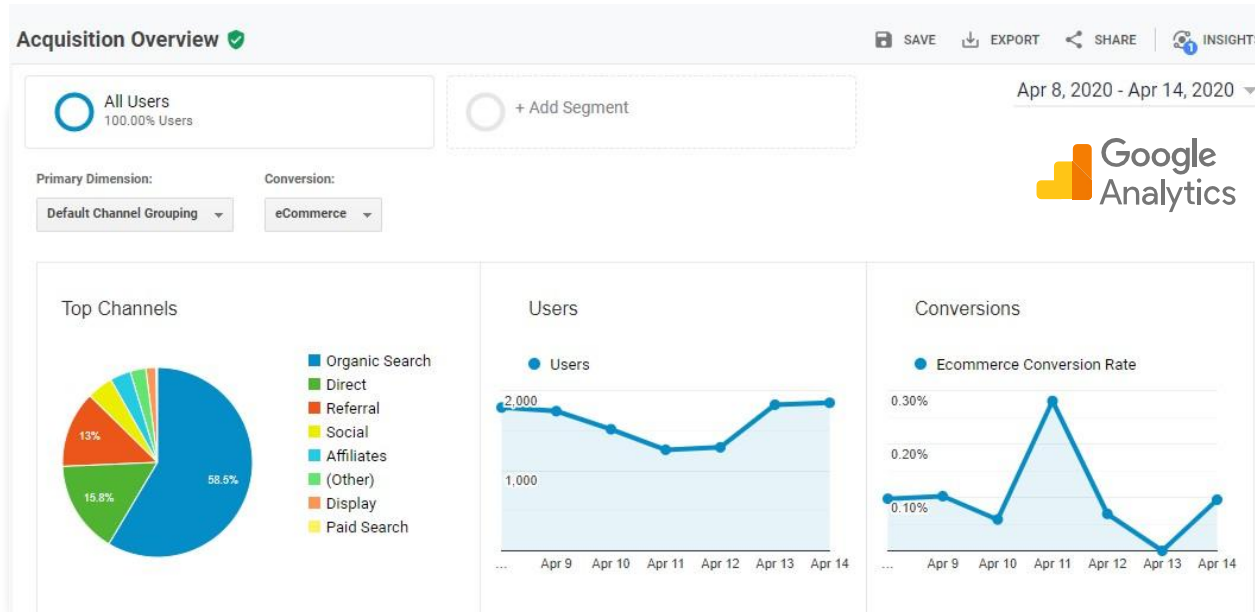 Acquisition Overview
SAVE EXPORT SHARE INSIGHT
All Users
100.00% Users
+ Add Segment
Apr 8, 2020 - Apr 14, 2020
Google
Analytics
Primary Dimension:
Default Channel Grouping
Conversion:
eCommerce
Top Channels
58.5%
15.8%
13%
Organic Search
Direct
Referral
Social
Affiliates
(Other)
Display
Paid Search
Users
Users
2,000
1,000
... Apr 9 Apr 10 Apr 11 Apr 12 Apr 13 Apr 14
Conversions
Ecommerce Conversion Rate
0.30%
0.20%
0.10%
... Apr 9 Apr 10 Apr 11 Apr 12 Apr 13 Apr 14